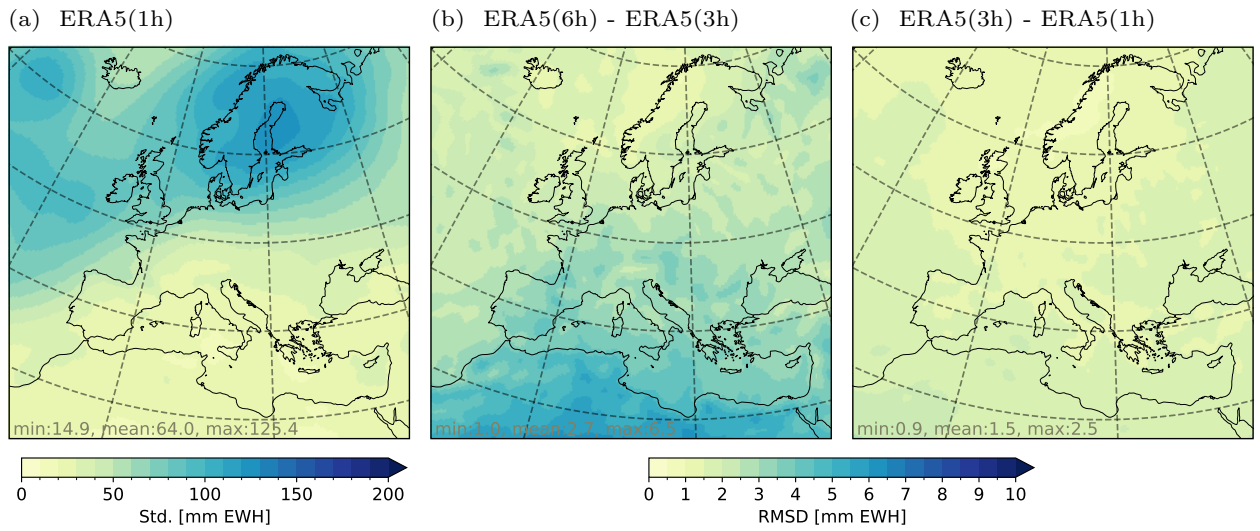 (a) ERA5(1h)
(b) ERA5(6h) - ERA5(3h)
(c) ERA5(3h) - ERA5(1h)
min:14.9, mean:64.0, max:125.4
min:1.0, mean:2.7, max:6.5
min:0.9, mean:1.5, max:2.5
0 50 100 150 200
Std. [mm EWH]
0 1 2 3 4 5 6 7 8 9 10
RMSD [mm EWH]